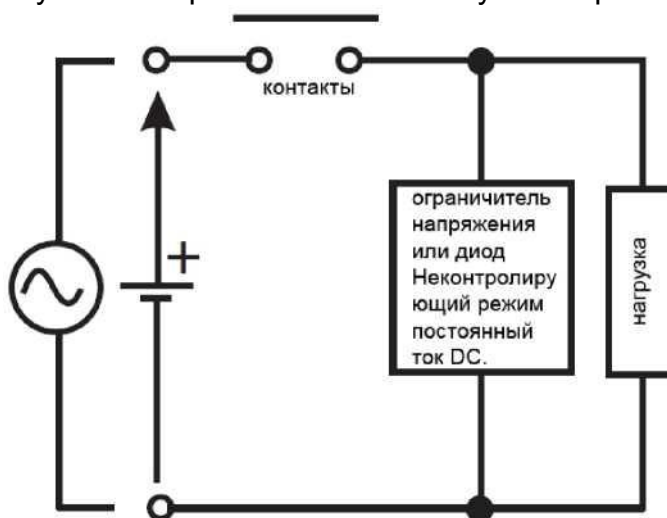 контакты
ограничитель
напряжения
или диод
Неконтролиру
ющий режим
постоянный
ток DC.
нагрузка
+